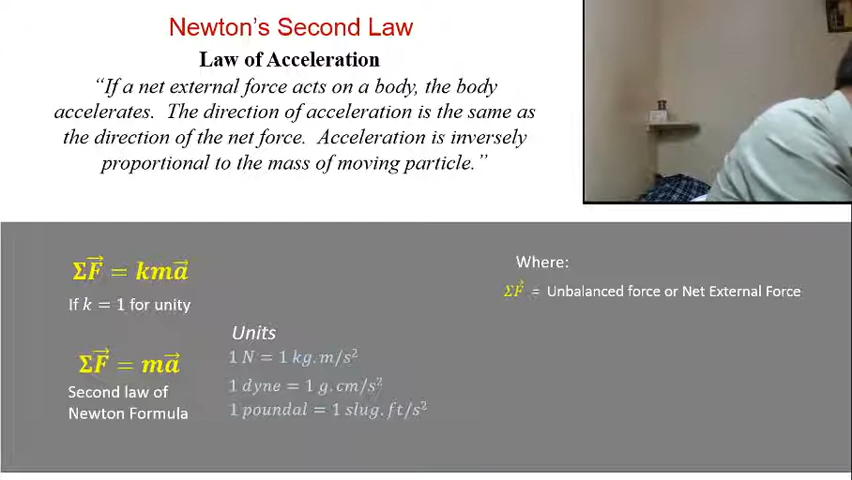 Newton's Second Law
Law of Acceleration
“If a net external force acts on a body, the body
accelerates. The direction of acceleration is the same as
the direction of the net force. Acceleration is inversely
proportional to the mass of moving particle.”
Σ𝑭⃗ = 𝒌𝒎𝒂⃗
If 𝑘 = 1 for unity
Σ𝑭⃗ = 𝒎𝒂⃗
Second law of
Newton Formula
Units
1 N = 1 kg. m/s²
1 dyne = 1 g. cm/s²
1 poundal = 1 slug. ft/s²
Where:
Σ𝐹⃗ = Unbalanced force or Net External Force